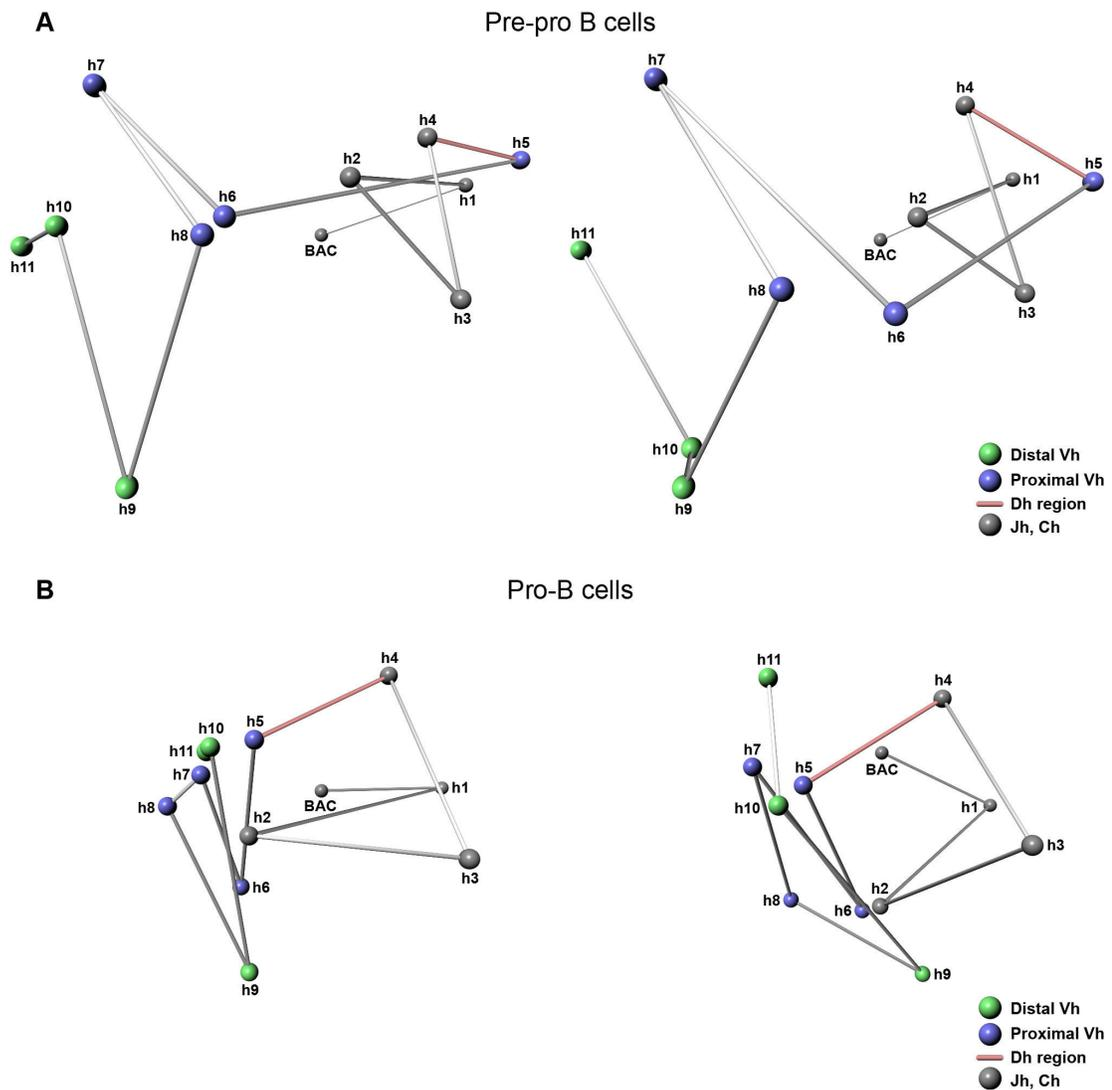 A
Pre-pro B cells
h7
h4
h5
h2
h1
h6
h10
h8
BAC
h11
h3
h9
h7
h4
h5
h1
h2
h11
BAC
h8
h3
h6
h10
h9
Distal Vh
Proximal Vh
Dh region
Jh, Ch
B
Pro-B cells
h4
h5
h10
h11
h7
h1
h8
BAC
h2
h3
h6
h9
h11
h4
h7
h5
BAC
h10
h1
h3
h2
h8
h6
h9
Distal Vh
Proximal Vh
Dh region
Jh, Ch